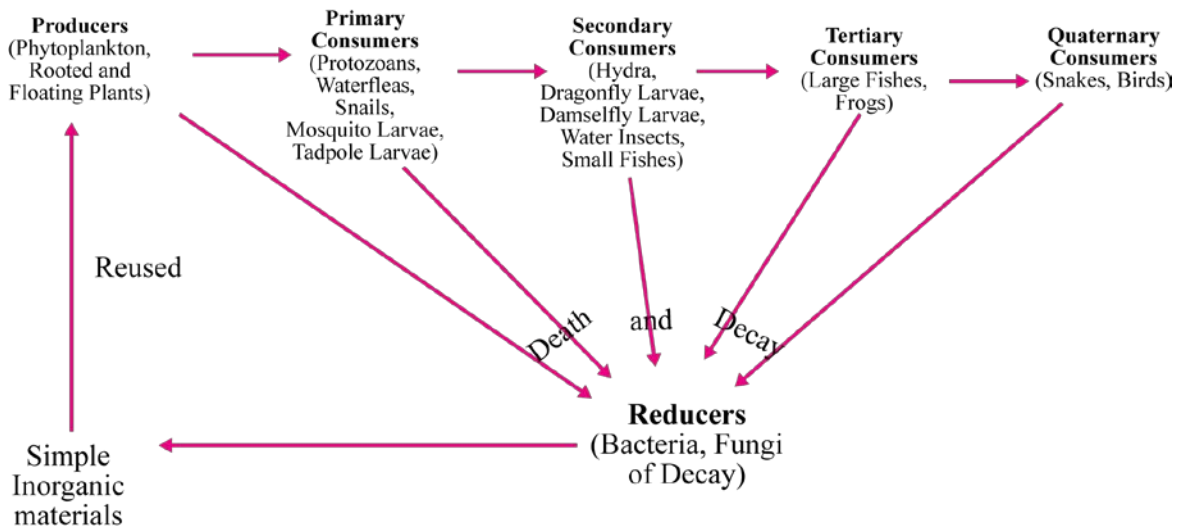 Producers
(Phytoplankton,
Rooted and
Floating Plants)
Primary
Consumers
(Protozoans,
Waterfleas,
Snails,
Mosquito Larvae,
Tadpole Larvae)
Secondary
Consumers
(Hydra,
Dragonfly Larvae,
Damselfly Larvae,
Water Insects,
Small Fishes)
Tertiary
Consumers
(Large Fishes,
Frogs)
Quaternary
Consumers
(Snakes, Birds)
Reused
Death and Decay
Reducers
(Bacteria, Fungi
of Decay)
Simple
Inorganic
materials